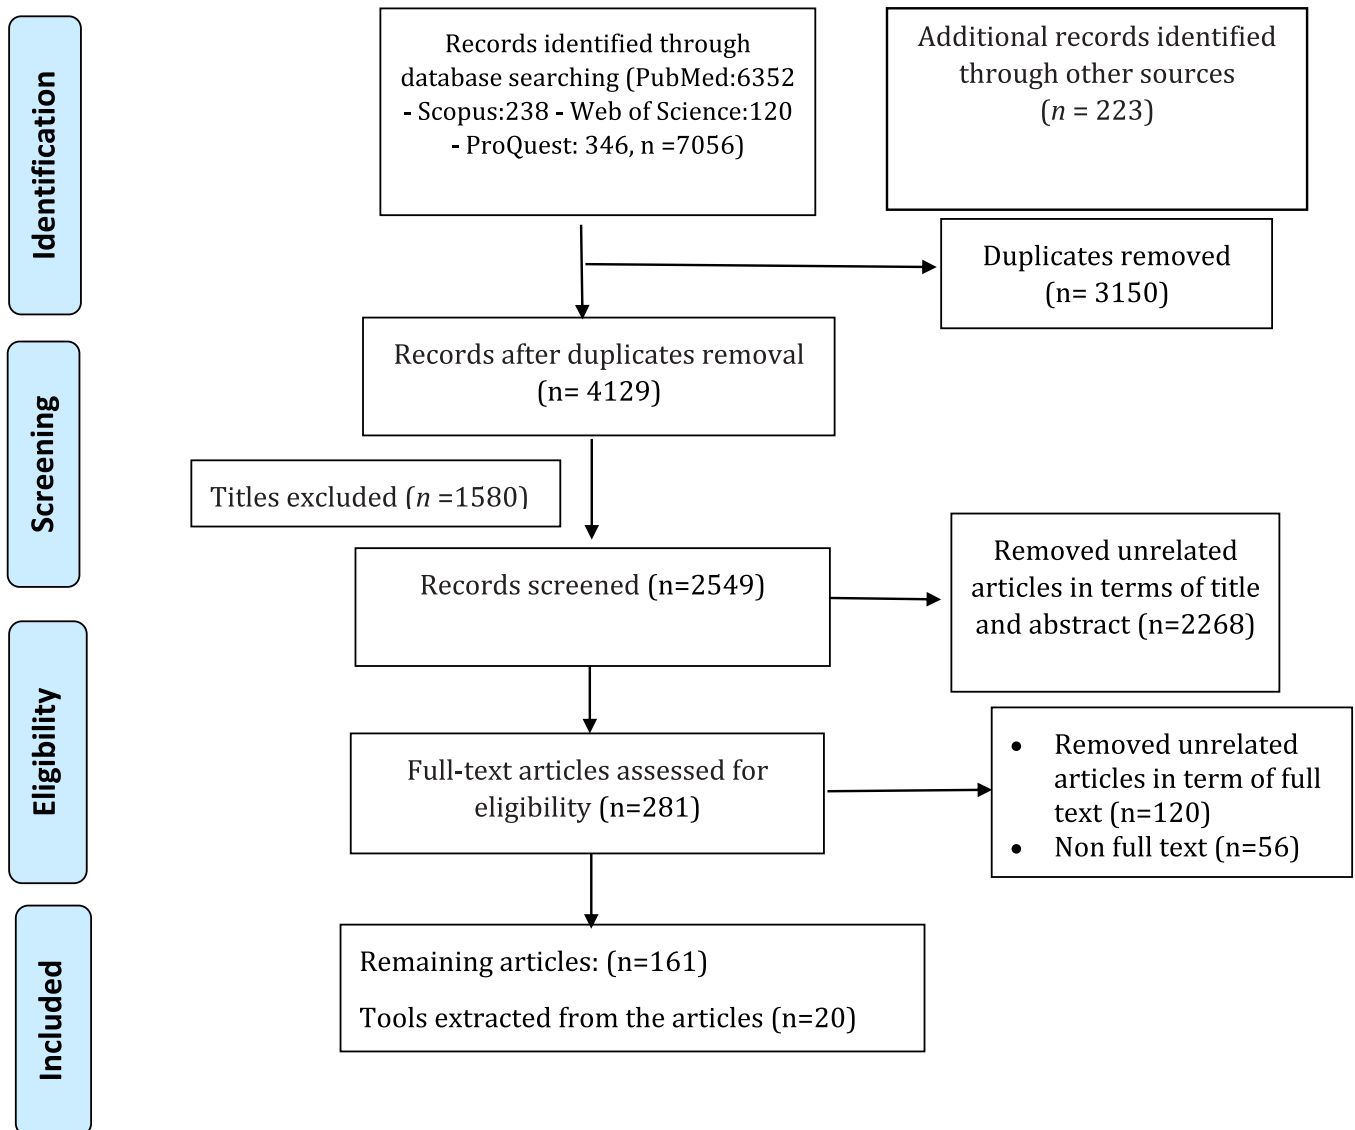 Identification
Records identified through
database searching (PubMed:6352
- Scopus:238 - Web of Science:120
- ProQuest: 346, n =7056)
Additional records identified
through other sources
(n = 223)
Duplicates removed
(n= 3150)
Records after duplicates removal
(n= 4129)
Screening
Titles excluded (n =1580)
Records screened (n=2549)
Removed unrelated
articles in terms of title
and abstract (n=2268)
Eligibility
Full-text articles assessed for
eligibility (n=281)
• Removed unrelated
articles in term of full
text (n=120)
• Non full text (n=56)
Included
Remaining articles: (n=161)
Tools extracted from the articles (n=20)